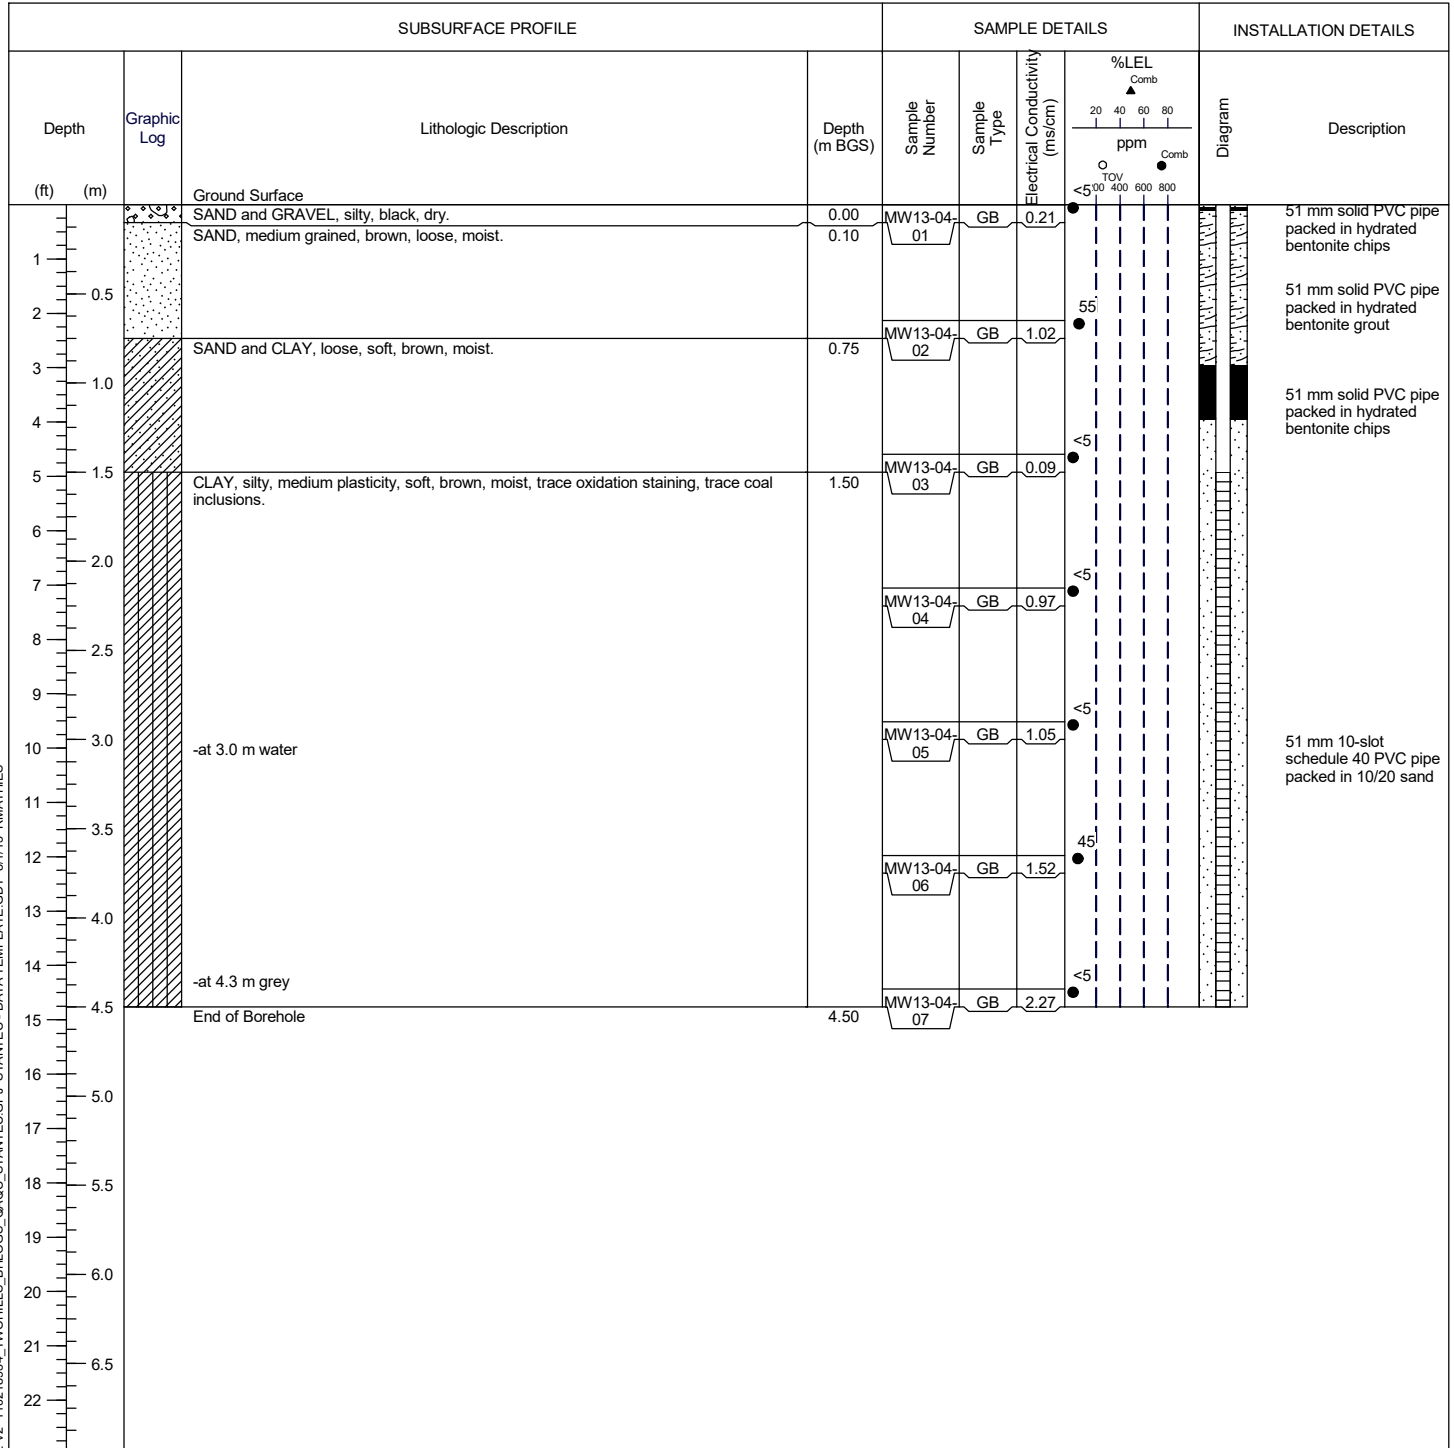 SUBSURFACE PROFILE
SAMPLE DETAILS
INSTALLATION DETAILS
Depth
(ft)
(m)
Graphic
Log
Lithologic Description
Depth
(m BGS)
Sample
Number
Sample
Type
Electrical Conductivity
(ms/cm)
%LEL
Comb
20 40 60 80
ppm
TOV
Comb
400 600 800
Diagram
Description
Ground Surface
SAND and GRAVEL, silty, black, dry.
0.00
SAND, medium grained, brown, loose, moist.
0.10
SAND and CLAY, loose, soft, brown, moist.
0.75
CLAY, silty, medium plasticity, soft, brown, moist, trace oxidation staining, trace coal
inclusions.
1.50
-at 3.0 m water
-at 4.3 m grey
End of Borehole
4.50
1
2
3
4
5
6
7
8
9
10
11
12
13
14
15
16
17
18
19
20
21
22
0.5
1.0
1.5
2.0
2.5
3.0
3.5
4.0
4.5
5.0
5.5
6.0
6.5
MW13-04-
01
GB
0.21
<5
MW13-04-
02
GB
1.02
55
MW13-04-
03
GB
0.09
<5
MW13-04-
04
GB
0.97
<5
MW13-04-
05
GB
1.05
<5
MW13-04-
06
GB
1.52
45
MW13-04-
07
GB
2.27
<5
51 mm solid PVC pipe
packed in hydrated
bentonite chips
51 mm solid PVC pipe
packed in hydrated
bentonite grout
51 mm solid PVC pipe
packed in hydrated
bentonite chips
51 mm 10-slot
schedule 40 PVC pipe
packed in 10/20 sand